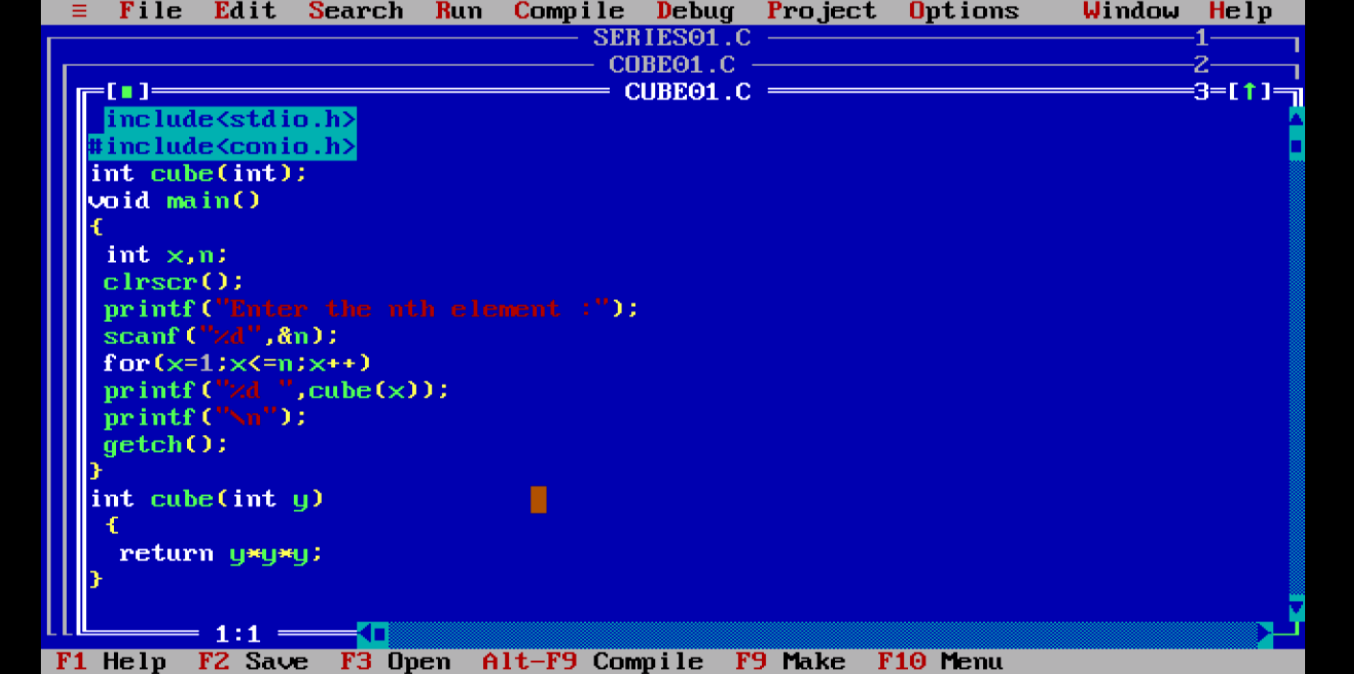 ≡ File Edit Search Run Compile Debug Project Options Window Help
SERIES01.C 1
COBE01.C 2
[■] CUBE01.C 3=[↑]
include<stdio.h>
#include<conio.h>
int cube(int);
void main()
{
int x,n;
clrscr();
printf("Enter the nth element :");
scanf("%d",&n);
for(x=1;x<=n;x++)
printf("%d ",cube(x));
printf("\n");
getch();
}
int cube(int y)
{
return y*y*y;
}
1:1
F1 Help F2 Save F3 Open Alt-F9 Compile F9 Make F10 Menu